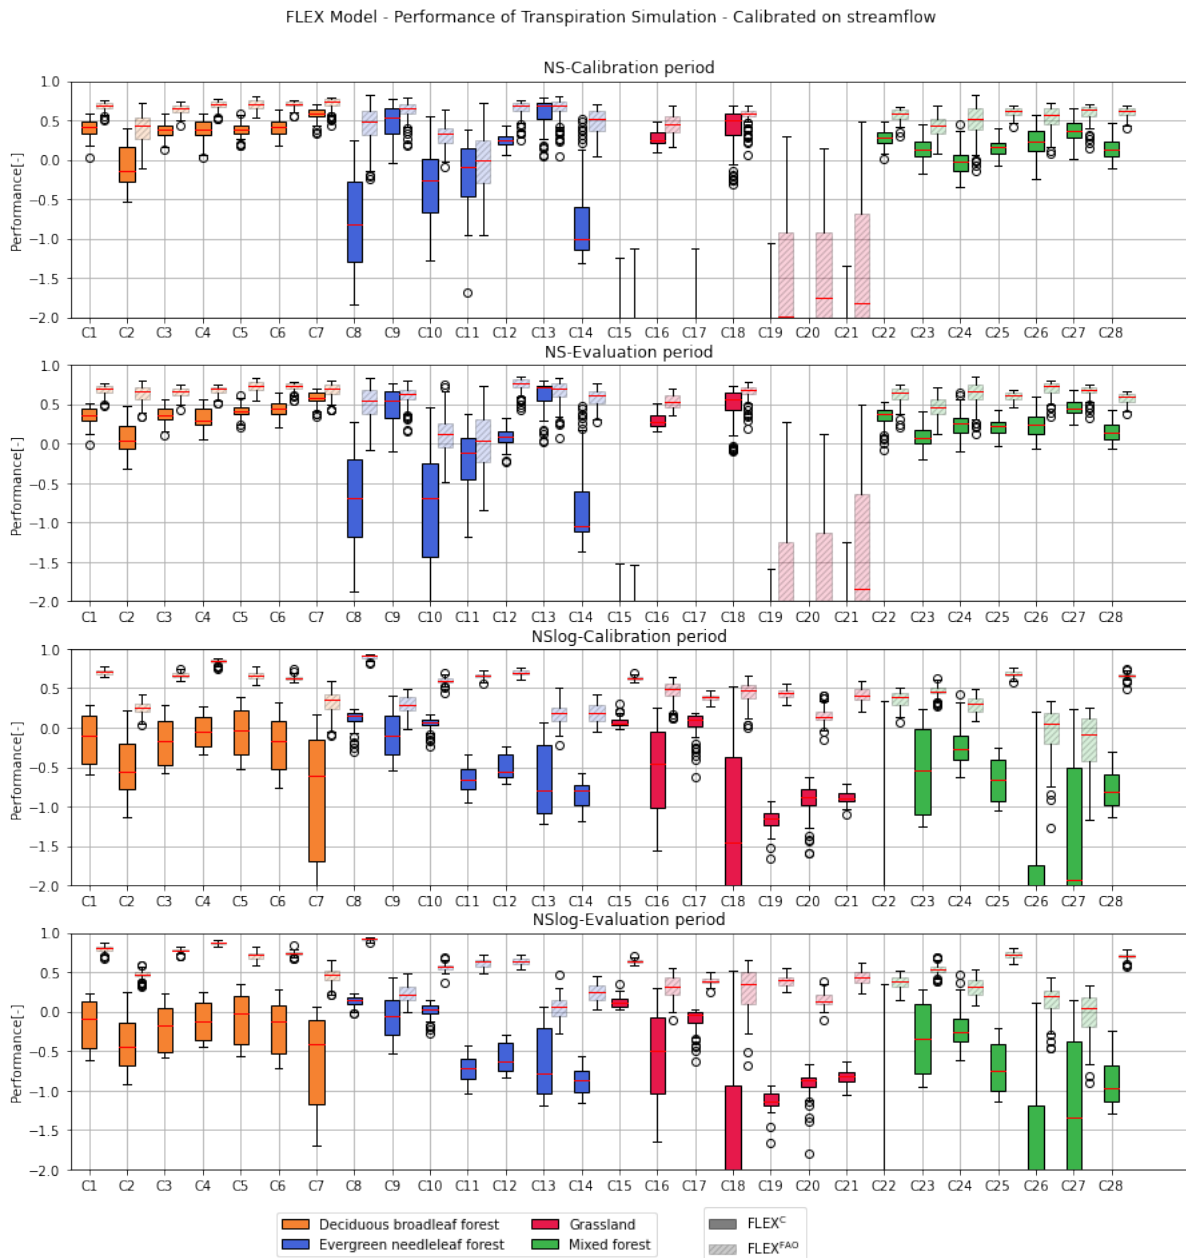 FLEX Model - Performance of Transpiration Simulation - Calibrated on streamflow
NS-Calibration period
Performance[-]
1.0
0.5
0.0
−0.5
−1.0
−1.5
−2.0
C1 C2 C3 C4 C5 C6 C7 C8 C9 C10 C11 C12 C13 C14 C15 C16 C17 C18 C19 C20 C21 C22 C23 C24 C25 C26 C27 C28
NS-Evaluation period
Performance[-]
1.0
0.5
0.0
−0.5
−1.0
−1.5
−2.0
C1 C2 C3 C4 C5 C6 C7 C8 C9 C10 C11 C12 C13 C14 C15 C16 C17 C18 C19 C20 C21 C22 C23 C24 C25 C26 C27 C28
NSlog-Calibration period
Performance[-]
1.0
0.5
0.0
−0.5
−1.0
−1.5
−2.0
C1 C2 C3 C4 C5 C6 C7 C8 C9 C10 C11 C12 C13 C14 C15 C16 C17 C18 C19 C20 C21 C22 C23 C24 C25 C26 C27 C28
NSlog-Evaluation period
Performance[-]
1.0
0.5
0.0
−0.5
−1.0
−1.5
−2.0
C1 C2 C3 C4 C5 C6 C7 C8 C9 C10 C11 C12 C13 C14 C15 C16 C17 C18 C19 C20 C21 C22 C23 C24 C25 C26 C27 C28
Deciduous broadleaf forest
Evergreen needleleaf forest
Grassland
Mixed forest
FLEX^C
FLEX^FAO